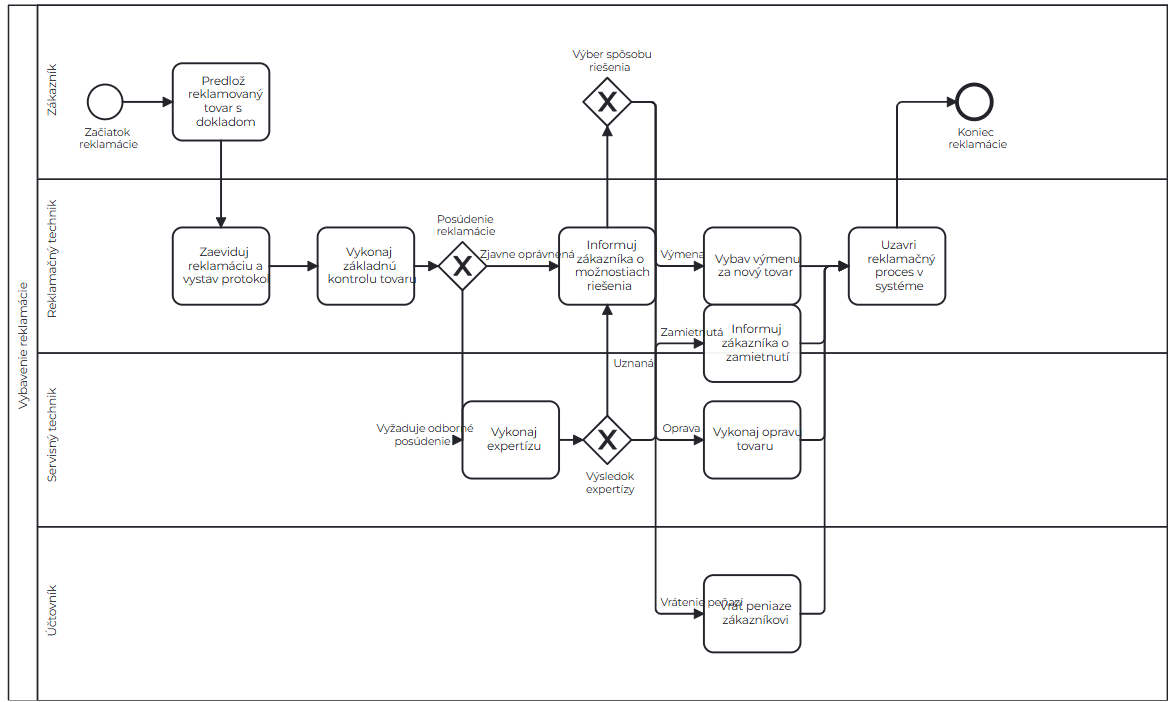 Vybavenie reklamácie
Zákazník
Začiatok
reklamácie
Predlož
reklamovaný
tovar s
dokladom
Výber spôsobu
riešenia
Koniec
reklamácie
Reklamačný technik
Zaeviduj
reklamáciu a
vystav protokol
Vykonaj
základnú
kontrolu tovaru
Posúdenie
reklamácie
Zjavne oprávnená
Informuj
zákazníka o
možnostiach
riešenia
Výmena
Vybav výmenu
za nový tovar
Uzavri
reklamačný
proces v
systéme
Zamietnutá
Informuj
zákazníka o
zamietnutí
Servisný technik
Uznaná
Vyžaduje odborné
posúdenie
Vykonaj
expertízu
Výsledok
expertízy
Oprava
Vykonaj opravu
tovaru
Účtovník
Vrátenie peňazí
Vráť peniaze
zákazníkovi